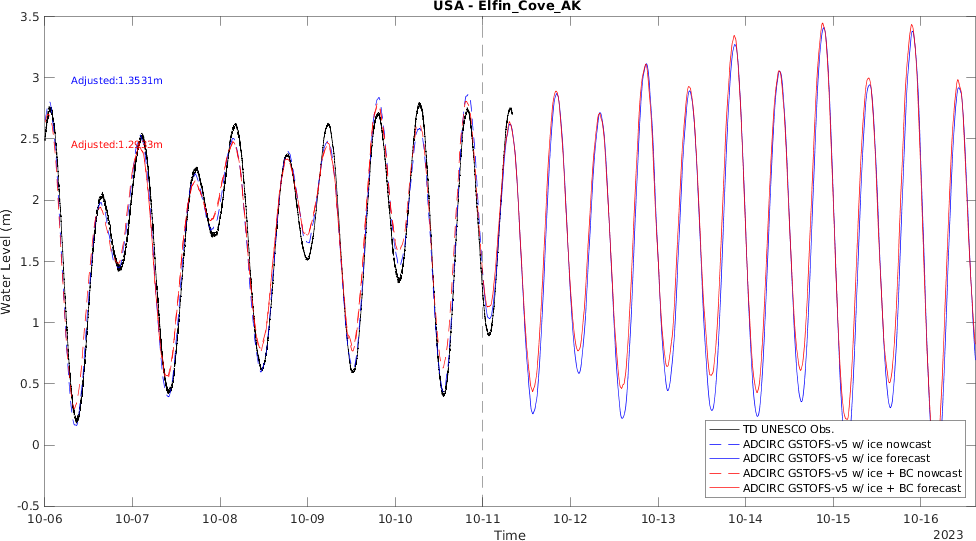 USA - Elfin_Cove_AK
3.5
3
2.5
2
1.5
1
0.5
0
-0.5
Water Level (m)
Adjusted:1.3531m
TD UNESCO Obs.
ADCIRC GSTOFS-v5 w/ ice nowcast
ADCIRC GSTOFS-v5 w/ ice forecast
ADCIRC GSTOFS-v5 w/ ice + BC nowcast
ADCIRC GSTOFS-v5 w/ ice + BC forecast
10-06 10-07 10-08 10-09 10-10 10-11 10-12 10-13 10-14 10-15 10-16
Time
2023